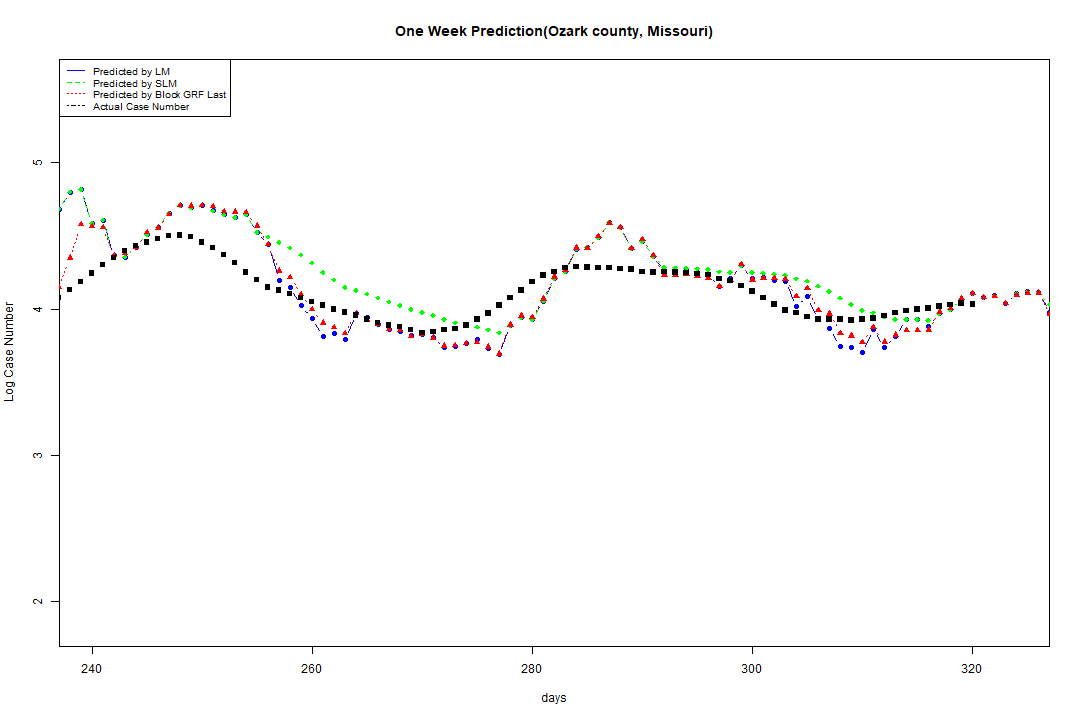 One Week Prediction(Ozark county, Missouri)
Predicted by LM
Predicted by SLM
Predicted by Block GRF Last
Actual Case Number
5
4
3
2
Log Case Number
240 260 280 300 320
days